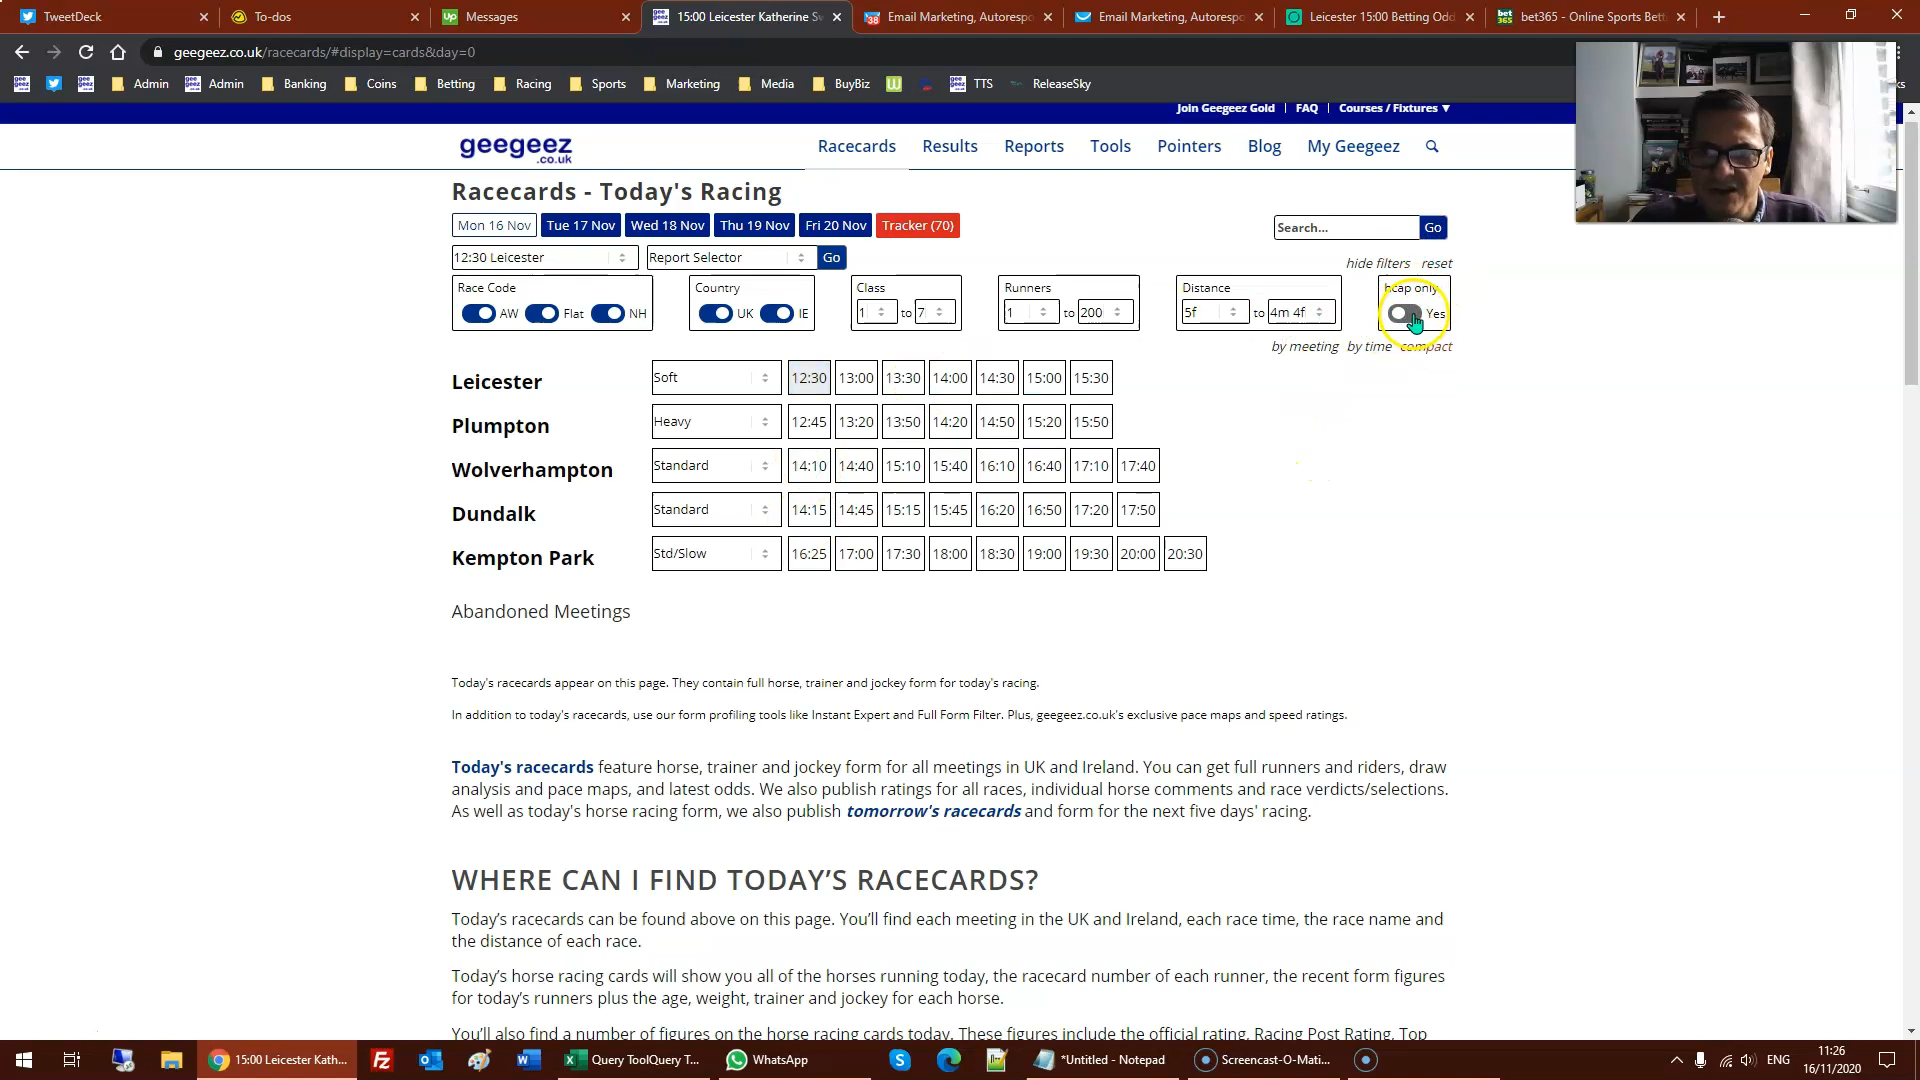 TweetDeck
To-dos
Messages
15:00 Leicester Katherine Sw
Email Marketing, Autorespo
Email Marketing, Autorespo
Leicester 15:00 Betting Odd
bet365 - Online Sports Bett
geegeez.co.uk/racecards/#display=cards&day=0
Admin
Admin
Banking
Coins
Betting
Racing
Sports
Marketing
Media
BuyBiz
TTS
ReleaseSky
Join Geegeez Gold | FAQ | Courses / Fixtures ▼
geegeez
.co.uk
Racecards Results Reports Tools Pointers Blog My Geegeez
Racecards - Today's Racing
Mon 16 Nov Tue 17 Nov Wed 18 Nov Thu 19 Nov Fri 20 Nov Tracker (70)
Search... Go
12:30 Leicester Report Selector Go
hide filters reset
Race Code Country Class Runners Distance hcap only
AW Flat NH UK IE 1 to 7 1 to 200 5f to 4m 4f Yes
by meeting by time compact
Leicester Soft 12:30 13:00 13:30 14:00 14:30 15:00 15:30
Plumpton Heavy 12:45 13:20 13:50 14:20 14:50 15:20 15:50
Wolverhampton Standard 14:10 14:40 15:10 15:40 16:10 16:40 17:10 17:40
Dundalk Standard 14:15 14:45 15:15 15:45 16:20 16:50 17:20 17:50
Kempton Park Std/Slow 16:25 17:00 17:30 18:00 18:30 19:00 19:30 20:00 20:30
Abandoned Meetings
Today's racecards appear on this page. They contain full horse, trainer and jockey form for today's racing.
In addition to today's racecards, use our form profiling tools like Instant Expert and Full Form Filter. Plus, geegeez.co.uk's exclusive pace maps and speed ratings.
Today's racecards feature horse, trainer and jockey form for all meetings in UK and Ireland. You can get full runners and riders, draw
analysis and pace maps, and latest odds. We also publish ratings for all races, individual horse comments and race verdicts/selections.
As well as today's horse racing form, we also publish tomorrow's racecards and form for the next five days' racing.
WHERE CAN I FIND TODAY'S RACECARDS?
Today's racecards can be found above on this page. You'll find each meeting in the UK and Ireland, each race time, the race name and
the distance of each race.
Today's horse racing cards will show you all of the horses running today, the racecard number of each runner, the recent form figures
for today's runners plus the age, weight, trainer and jockey for each horse.
You'll also find a number of figures on the horse racing cards today. These figures include the official rating, Racing Post Rating, Top
15:00 Leicester Kath...
Query ToolQuery T...
WhatsApp
*Untitled - Notepad
Screencast-O-Mati...
ENG
11:26
16/11/2020